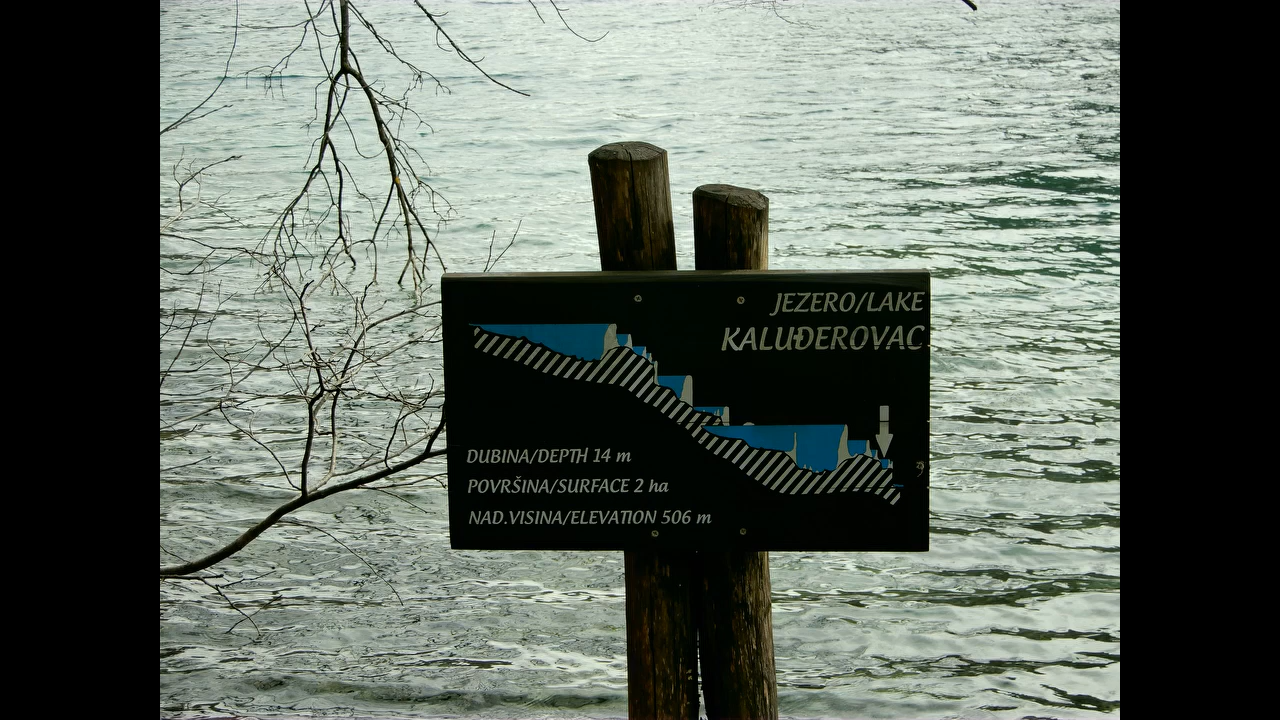 JEZERO/LAKE
KALUĐEROVAC
DUBINA/DEPTH 14 m
POVRŠINA/SURFACE 2 ha
NAD.VISINA/ELEVATION 506 m